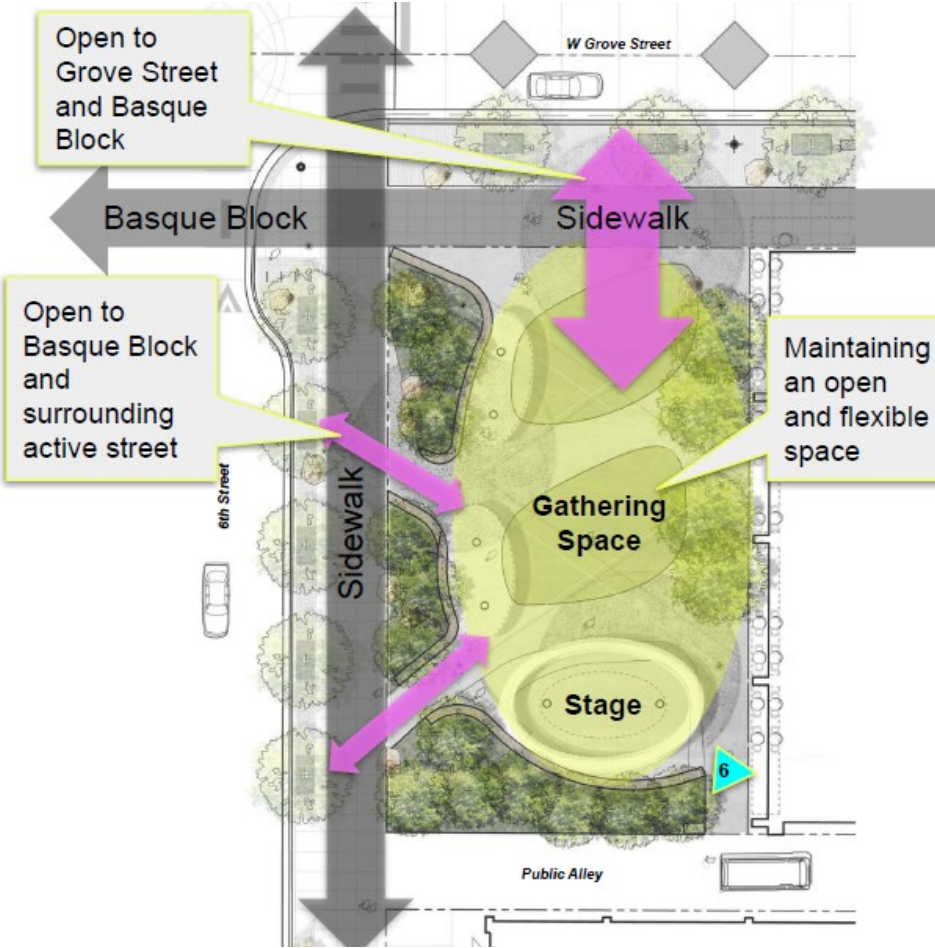 Open to
Grove Street
and Basque
Block
W Grove Street
Basque Block
Sidewalk
Open to
Basque Block
and
surrounding
active street
Maintaining
an open
and flexible
space
6th Street
Sidewalk
Gathering
Space
Stage
6
Public Alley